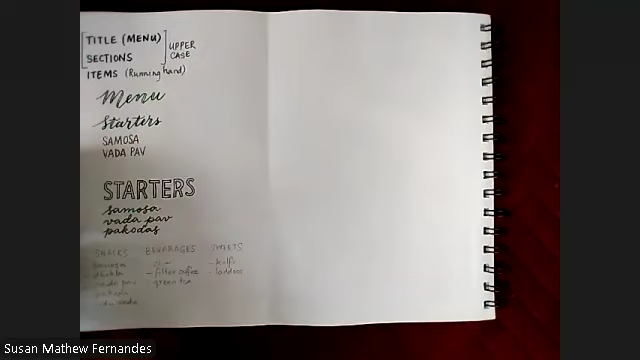 TITLE (MENU)
SECTIONS
UPPER CASE
ITEMS (Running hand)
Menu
Starters
SAMOSA
VADA PAV
STARTERS
samosa
vada pav
pakodas
SNACKS BEVERAGES SWEETS
samosa - kulfi
dhokla - filter coffee - laddoos
vada pav - green tea
Susan Mathew Fernandes